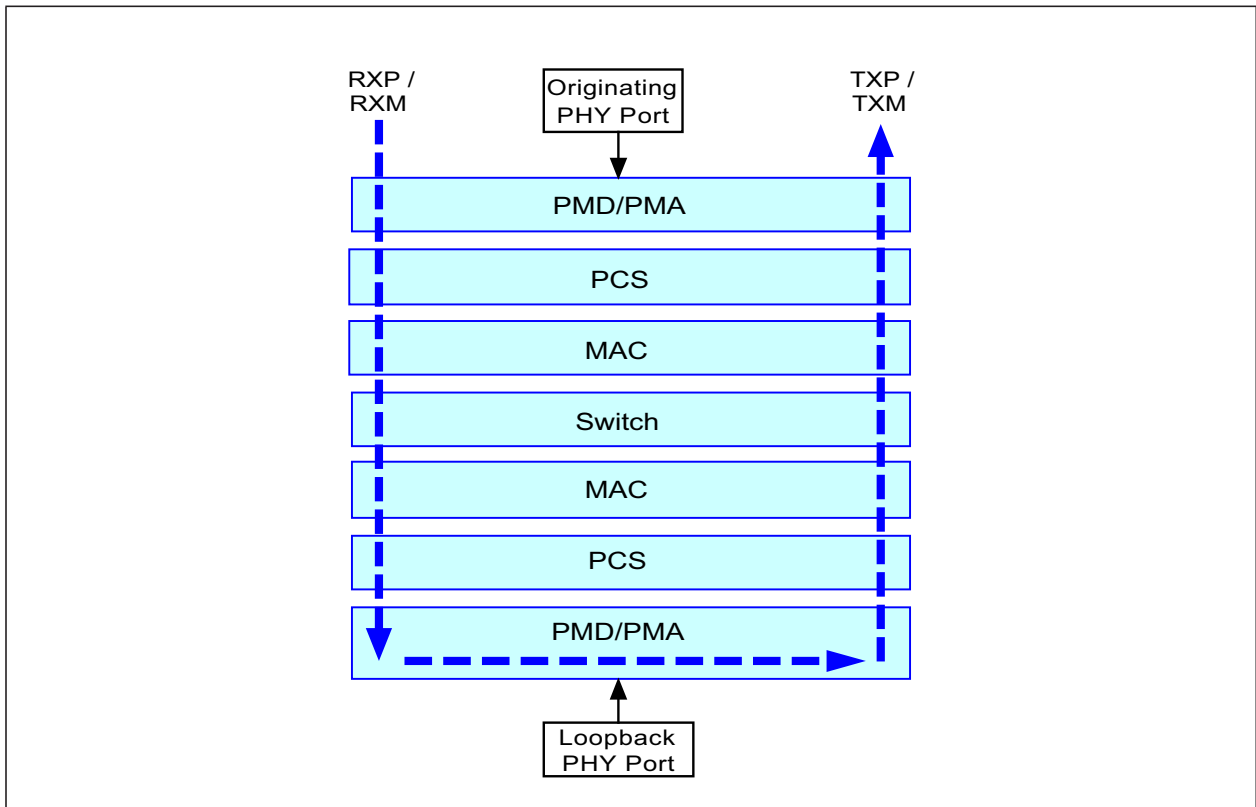 RXP /
RXM
Originating
PHY Port
TXP /
TXM
PMD/PMA
PCS
MAC
Switch
MAC
PCS
PMD/PMA
Loopback
PHY Port